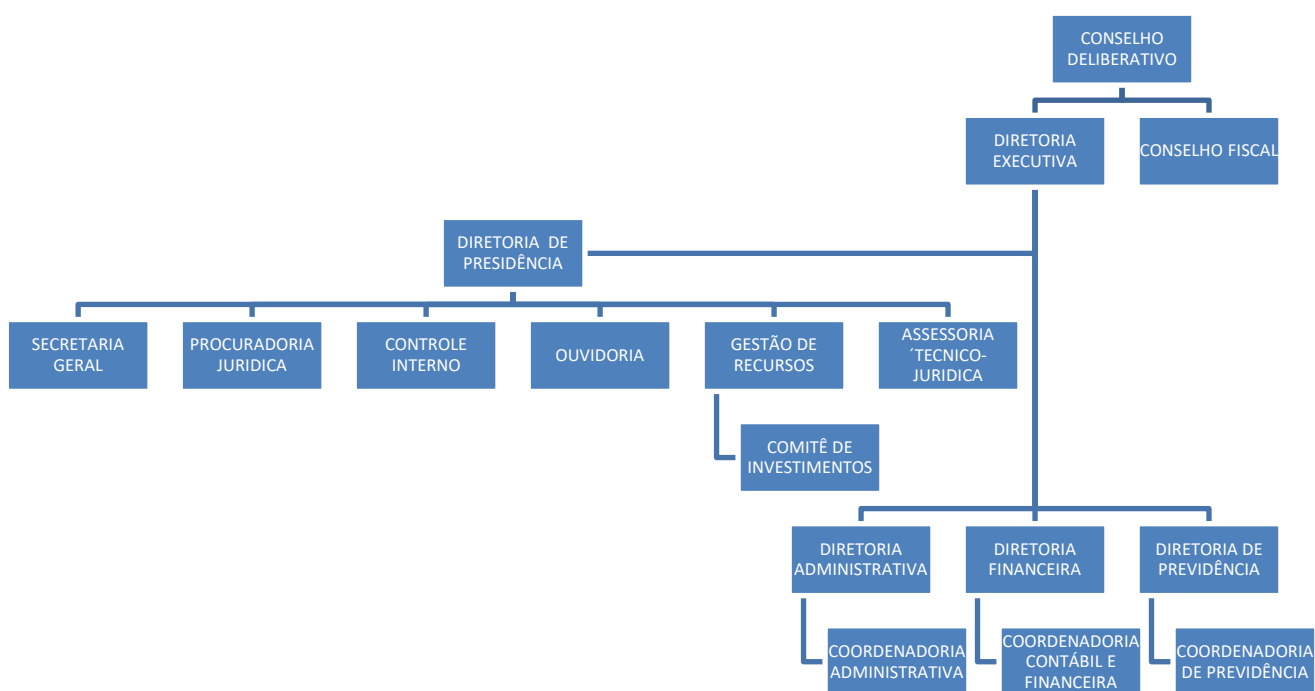 CONSELHO
DELIBERATIVO
DIRETORIA
EXECUTIVA
CONSELHO FISCAL
DIRETORIA DE
PRESIDÊNCIA
SECRETARIA
GERAL
PROCURADORIA
JURIDICA
CONTROLE
INTERNO
OUVIDORIA
GESTÃO DE
RECURSOS
ASSESSORIA
´TECNICO-
JURIDICA
COMITÊ DE
INVESTIMENTOS
DIRETORIA
ADMINISTRATIVA
DIRETORIA
FINANCEIRA
DIRETORIA DE
PREVIDÊNCIA
COORDENADORIA
ADMINISTRATIVA
COORDENADORIA
CONTÁBIL E
FINANCEIRA
COORDENADORIA
DE PREVIDÊNCIA